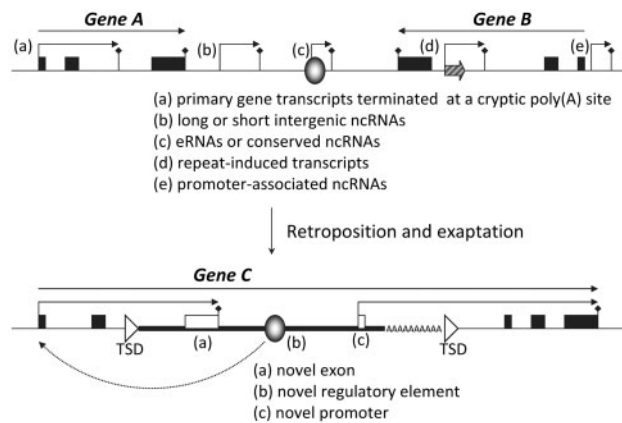 Gene A
Gene B
(a)
(b)
(c)
(d)
(e)
(a) primary gene transcripts terminated at a cryptic poly(A) site
(b) long or short intergenic ncRNAs
(c) eRNAs or conserved ncRNAs
(d) repeat-induced transcripts
(e) promoter-associated ncRNAs
Retroposition and exaptation
Gene C
TSD
(a)
(b)
(c)
AAAAAAAAAA
TSD
(a) novel exon
(b) novel regulatory element
(c) novel promoter